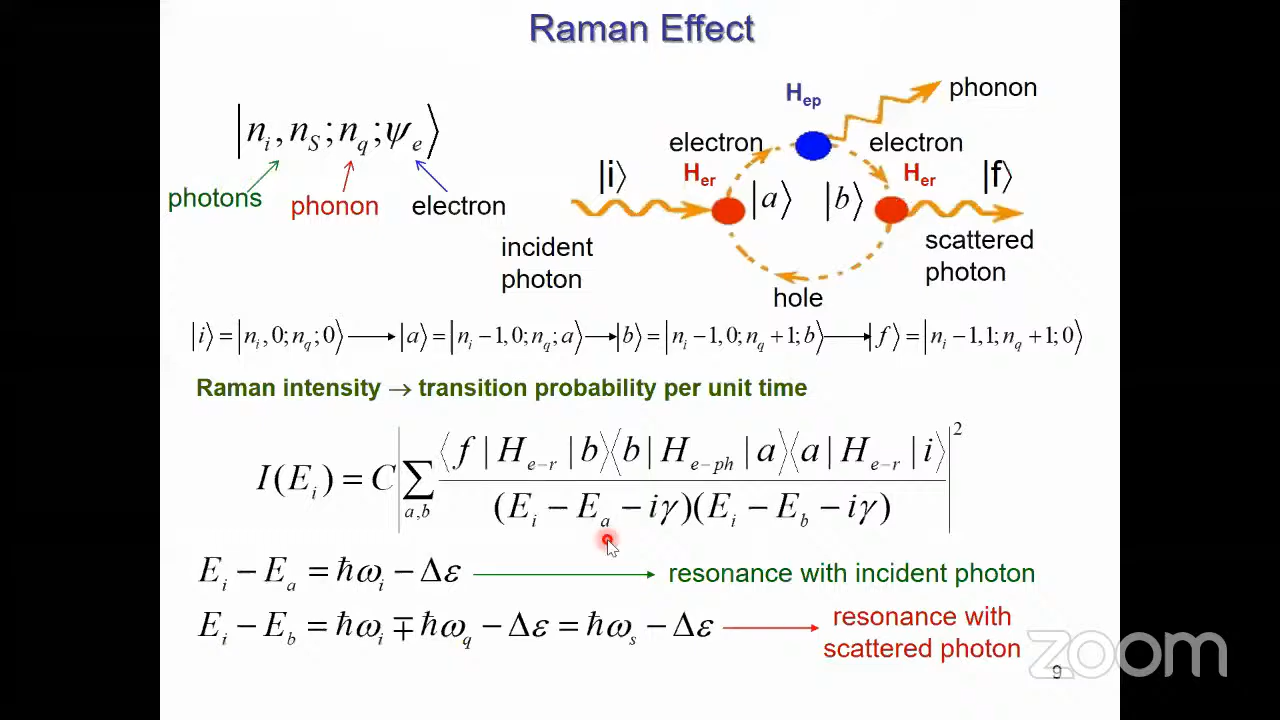 Raman Effect
|n_i, n_S; n_q; ψ_e⟩
photons
phonon
electron
H_ep
phonon
electron
electron
|i⟩
H_er
H_er
|f⟩
|a⟩
|b⟩
incident
photon
scattered
photon
hole
|i⟩ = |n_i, 0; n_q; 0⟩ → |a⟩ = |n_i − 1, 0; n_q; a⟩ → |b⟩ = |n_i − 1, 0; n_q + 1; b⟩ → |f⟩ = |n_i − 1, 1; n_q + 1; 0⟩
Raman intensity → transition probability per unit time
I(E_i) = C |∑_{a,b} ⟨f | H_{e−r} | b⟩⟨b | H_{e−ph} | a⟩⟨a | H_{e−r} | i⟩ / (E_i − E_a − iγ)(E_i − E_b − iγ)|^2
E_i − E_a = ħω_i − Δε → resonance with incident photon
E_i − E_b = ħω_i ∓ ħω_q − Δε = ħω_s − Δε → resonance with
scattered photon
zoom
9